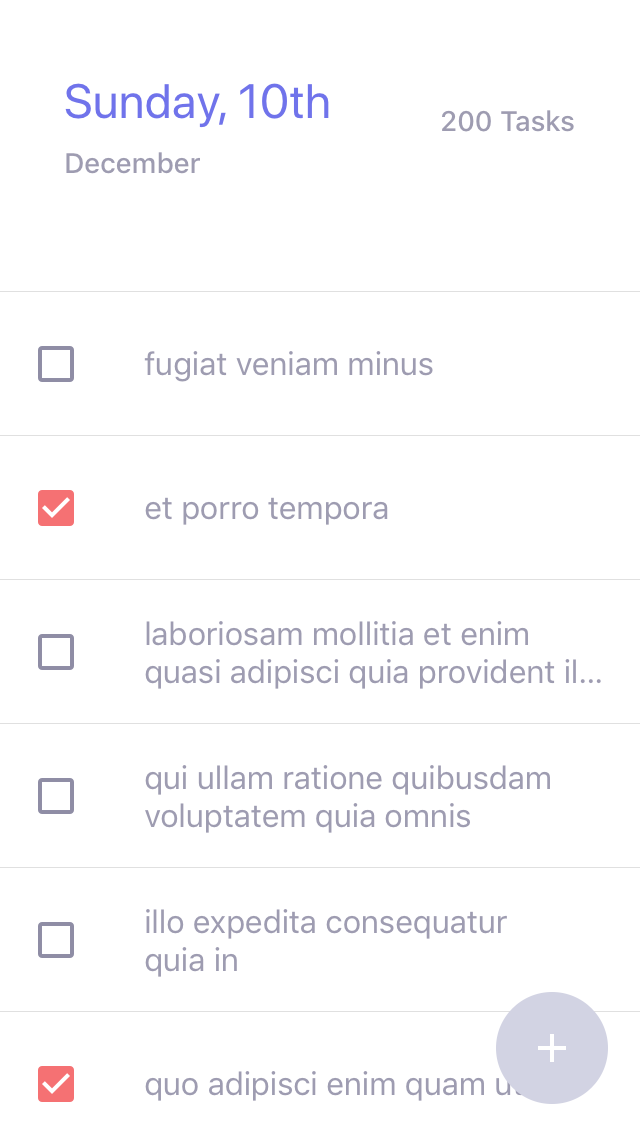 Sunday, 10th
200 Tasks
December
fugiat veniam minus
et porro tempora
laboriosam mollitia et enim
quasi adipisci quia provident il...
qui ullam ratione quibusdam
voluptatem quia omnis
illo expedita consequatur
quia in
quo adipisci enim quam